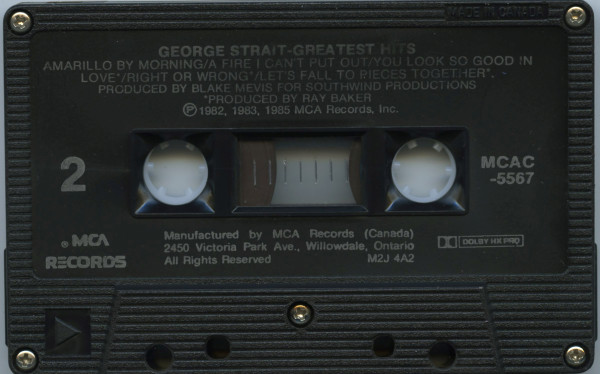 MADE IN CANADA
GEORGE STRAIT-GREATEST HITS
AMARILLO BY MORNING/A FIRE I CAN'T PUT OUT/YOU LOOK SO GOOD IN
LOVE*/RIGHT OR WRONG*/LET'S FALL TO PIECES TOGETHER*. -
PRODUCED BY BLAKE MEVIS FOR SOUTHWIND PRODUCTIONS
*PRODUCED BY RAY BAKER
℗ 1982, 1983, 1985 MCA Records, Inc.
2
MCAC
-5567
® MCA
RECORDS
Manufactured by MCA Records (Canada)
2450 Victoria Park Ave., Willowdale, Ontario
All Rights Reserved M2J 4A2
DOLBY HX PRO